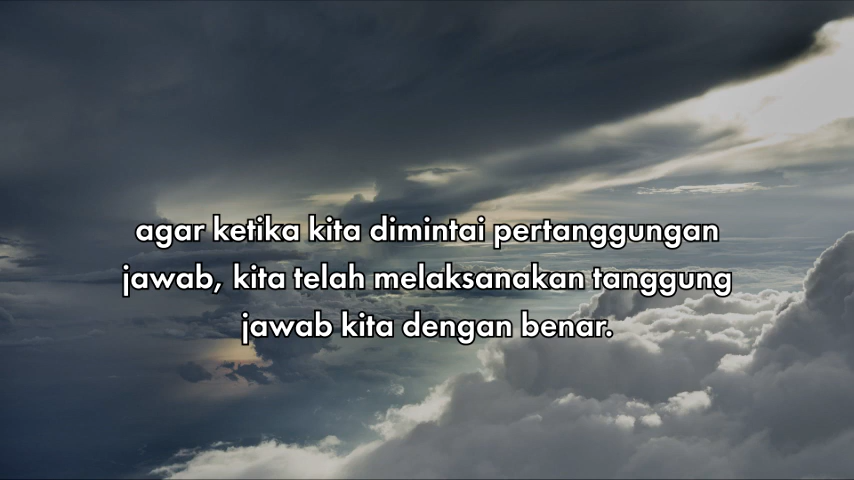 agar ketika kita dimintai pertanggungan
jawab, kita telah melaksanakan tanggung
jawab kita dengan benar.